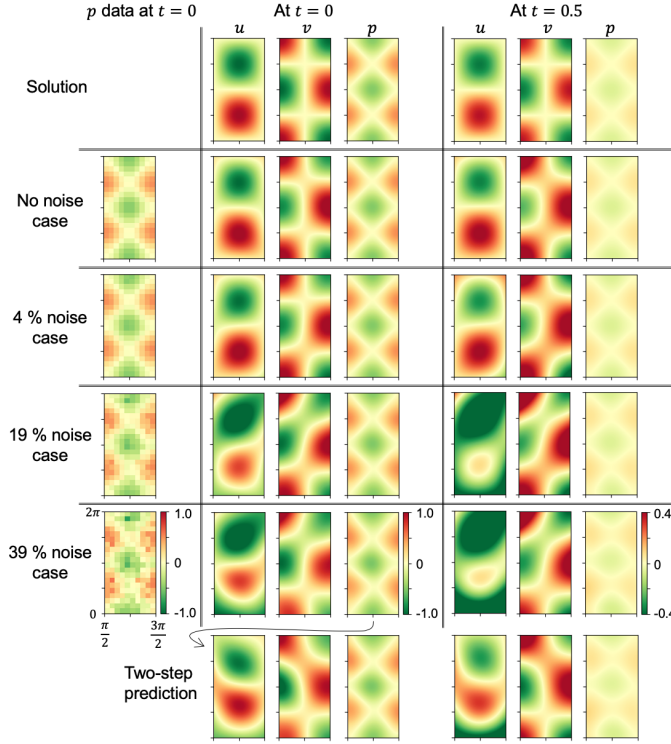 p data at t = 0
At t = 0
At t = 0.5
u v p
u v p
Solution
No noise
case
4 % noise
case
19 % noise
case
39 % noise
case
2π
0
π/2
3π/2
1.0
0
-1.0
1.0
0
-1.0
0.4
0
-0.4
Two-step
prediction